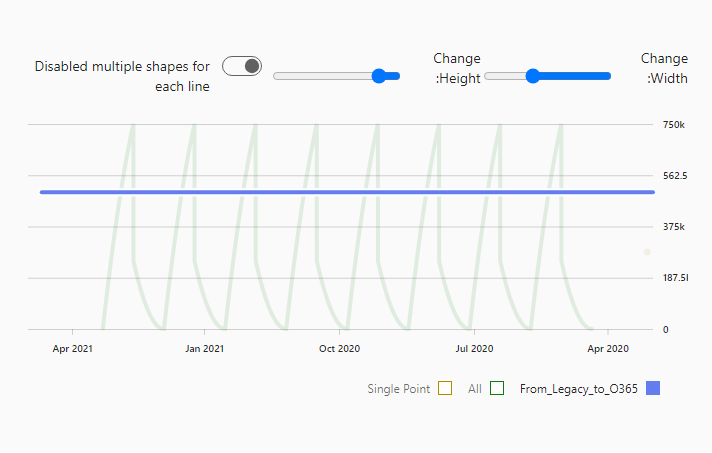 Disabled multiple shapes for
each line
Change
:Height
Change
:Width
750k
562.5
375k
187.5
0
Apr 2021
Jan 2021
Oct 2020
Jul 2020
Apr 2020
Single Point
All
From_Legacy_to_O365